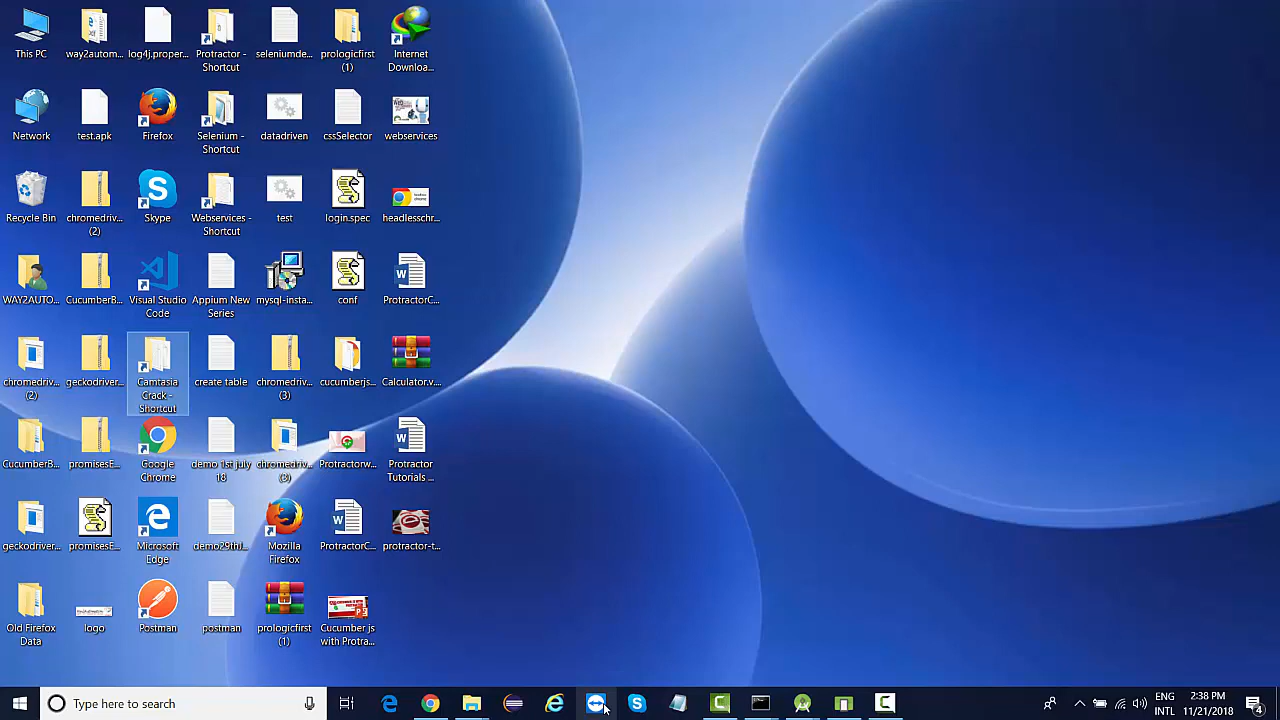 This PC
way2autom...
log4j.proper...
Protractor -
Shortcut
seleniumde...
prologicfirst
(1)
Internet
Downloa...
Network
test.apk
Firefox
Selenium -
Shortcut
datadriven
cssSelector
webservices
Recycle Bin
chromedriv...
(2)
Skype
Webservices -
Shortcut
test
login.spec
headlesschr...
WAY2AUTO...
CucumberB...
Visual Studio
Code
Appium New
Series
mysql-insta...
conf
ProtractorC...
chromedriv...
(2)
geckodriver...
Camtasia
Crack -
Shortcut
create table
chromedriv...
(3)
cucumberjs...
Calculator.v...
CucumberB...
promisesE...
Google
Chrome
demo 1st july
18
chromedriv...
(3)
Protractorw...
Protractor
Tutorials ...
geckodriver...
promisesE...
Microsoft
Edge
demo29thJ...
Mozilla
Firefox
ProtractorC...
protractor-t...
Old Firefox
Data
logo
Postman
postman
prologicfirst
(1)
Cucumber js
with Protra...
Type here to search
ENG
INTL
2:38 PM
11/21/2018
4